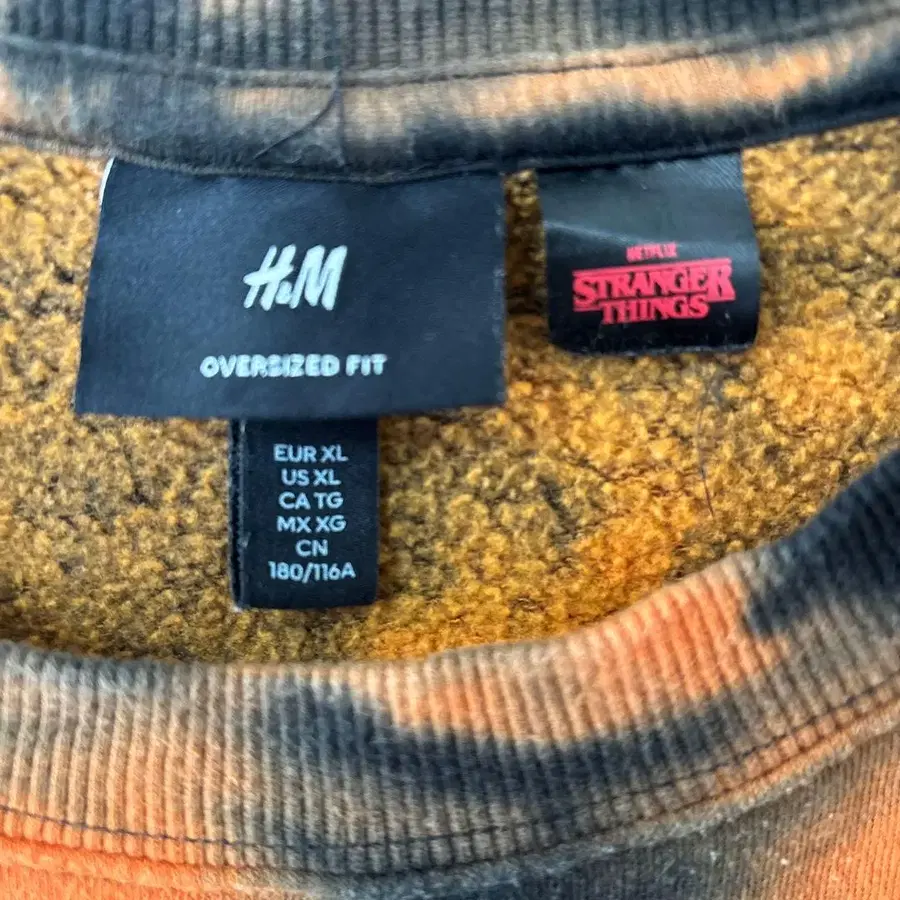 H&M
OVERSIZED FIT
EUR XL
US XL
CA TG
MX XG
CN
180/116A
NETFLIX
STRANGER
THINGS